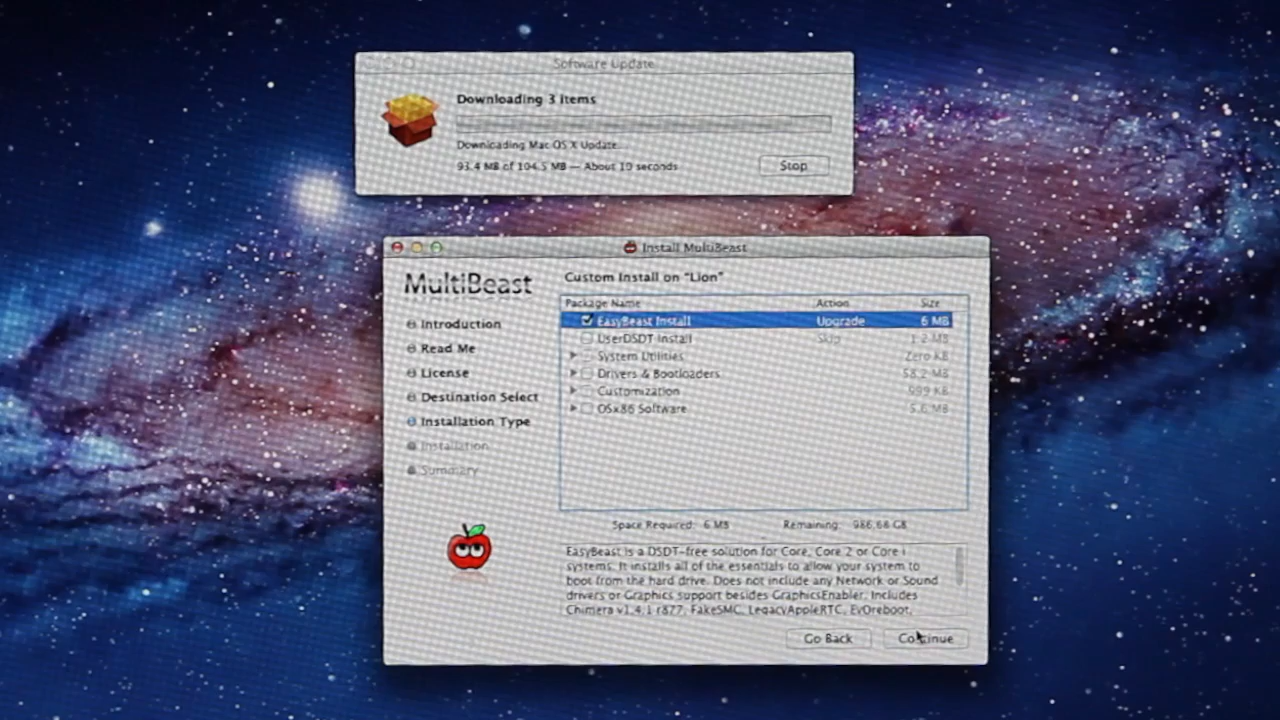 Software Update
Downloading 3 items
Downloading Mac OS X Update...
93.4 MB of 104.5 MB — About 10 seconds
Stop
Install MultiBeast
MultiBeast
Custom Install on "Lion"
Introduction
Read Me
License
Destination Select
Installation Type
Installation
Summary
Package Name Action Size
EasyBeast Install Upgrade 6 MB
UserDSDT Install Skip 1.2 MB
System Utilities Zero KB
Drivers & Bootloaders 58.2 MB
Customization 999 KB
OSx86 Software 5.6 MB
Space Required: 6 MB Remaining: 986.68 GB
EasyBeast is a DSDT-free solution for Core, Core 2 or Core i
systems. It installs all of the essentials to allow your system to
boot from the hard drive. Does not include any Network or Sound
drivers or Graphics support besides GraphicsEnabler. Includes
Chimera v1.4.1 r877, FakeSMC, LegacyAppleRTC, EvOreboot,
Go Back Continue